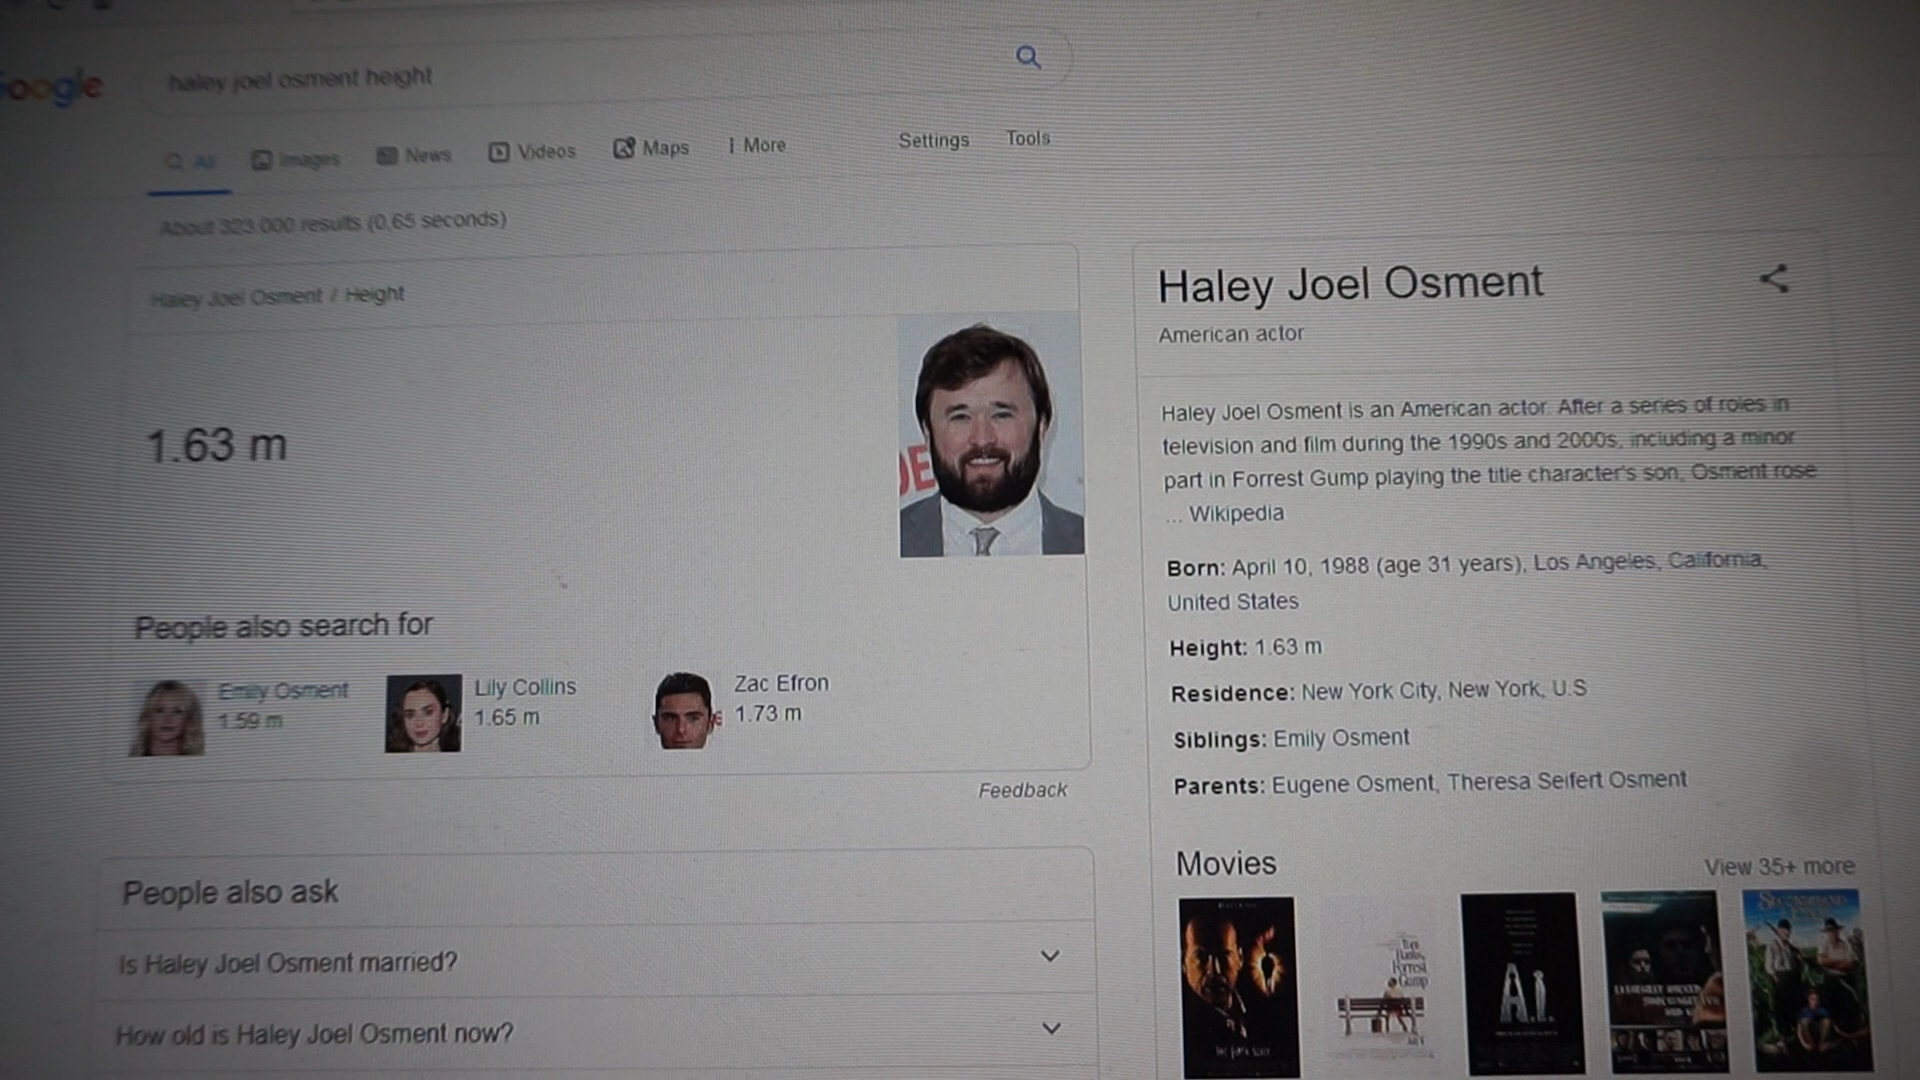 Google
haley joel osment height
All Images News Videos Maps More Settings Tools
About 323 000 results (0,65 seconds)
Haley Joel Osment / Height
1.63 m
People also search for
Emily Osment
1.59 m
Lily Collins
1.65 m
Zac Efron
1.73 m
Feedback
People also ask
Is Haley Joel Osment married?
How old is Haley Joel Osment now?
Haley Joel Osment
American actor
Haley Joel Osment is an American actor. After a series of roles in
television and film during the 1990s and 2000s, including a minor
part in Forrest Gump playing the title character's son, Osment rose
... Wikipedia
Born: April 10, 1988 (age 31 years), Los Angeles, California,
United States
Height: 1.63 m
Residence: New York City, New York, U.S
Siblings: Emily Osment
Parents: Eugene Osment, Theresa Seifert Osment
Movies
View 35+ more
Tom
Hanks
Forrest
Gump
A.I.